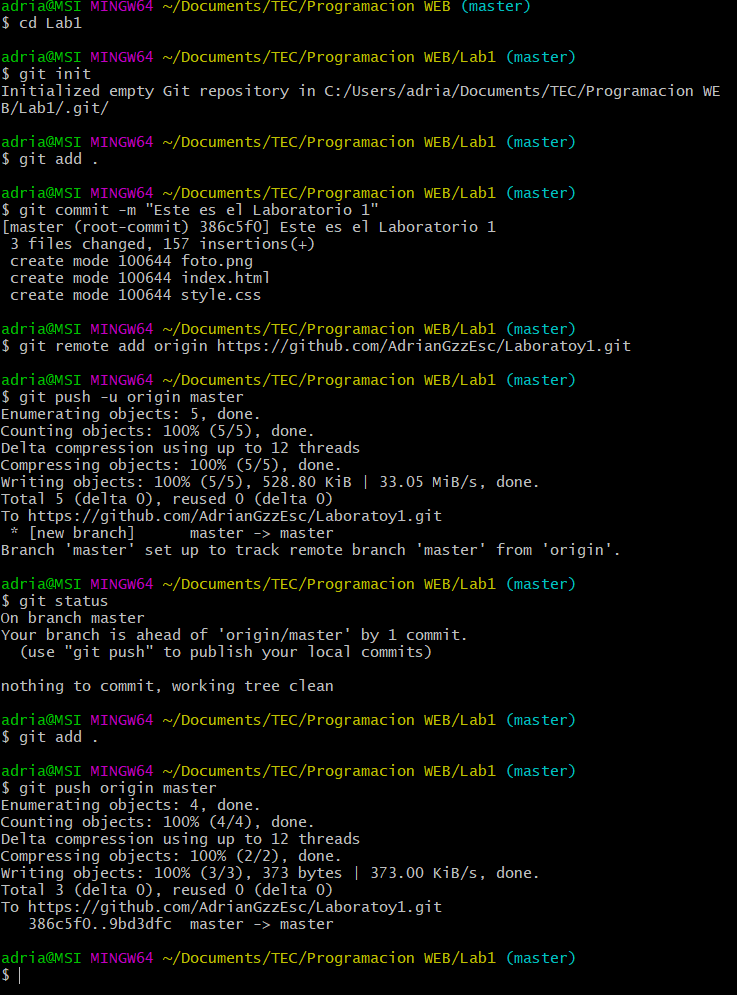 adria@MSI MINGW64 ~/Documents/TEC/Programacion WEB (master)
$ cd Lab1
adria@MSI MINGW64 ~/Documents/TEC/Programacion WEB/Lab1 (master)
$ git init
Initialized empty Git repository in C:/Users/adria/Documents/TEC/Programacion WE
B/Lab1/.git/
adria@MSI MINGW64 ~/Documents/TEC/Programacion WEB/Lab1 (master)
$ git add .
adria@MSI MINGW64 ~/Documents/TEC/Programacion WEB/Lab1 (master)
$ git commit -m "Este es el Laboratorio 1"
[master (root-commit) 386c5f0] Este es el Laboratorio 1
 3 files changed, 157 insertions(+)
 create mode 100644 foto.png
 create mode 100644 index.html
 create mode 100644 style.css
adria@MSI MINGW64 ~/Documents/TEC/Programacion WEB/Lab1 (master)
$ git remote add origin https://github.com/AdrianGzzEsc/Laboratoy1.git
adria@MSI MINGW64 ~/Documents/TEC/Programacion WEB/Lab1 (master)
$ git push -u origin master
Enumerating objects: 5, done.
Counting objects: 100% (5/5), done.
Delta compression using up to 12 threads
Compressing objects: 100% (5/5), done.
Writing objects: 100% (5/5), 528.80 KiB | 33.05 MiB/s, done.
Total 5 (delta 0), reused 0 (delta 0)
To https://github.com/AdrianGzzEsc/Laboratoy1.git
 * [new branch]      master -> master
Branch 'master' set up to track remote branch 'master' from 'origin'.
adria@MSI MINGW64 ~/Documents/TEC/Programacion WEB/Lab1 (master)
$ git status
On branch master
Your branch is ahead of 'origin/master' by 1 commit.
  (use "git push" to publish your local commits)
nothing to commit, working tree clean
adria@MSI MINGW64 ~/Documents/TEC/Programacion WEB/Lab1 (master)
$ git add .
adria@MSI MINGW64 ~/Documents/TEC/Programacion WEB/Lab1 (master)
$ git push origin master
Enumerating objects: 4, done.
Counting objects: 100% (4/4), done.
Delta compression using up to 12 threads
Compressing objects: 100% (2/2), done.
Writing objects: 100% (3/3), 373 bytes | 373.00 KiB/s, done.
Total 3 (delta 0), reused 0 (delta 0)
To https://github.com/AdrianGzzEsc/Laboratoy1.git
   386c5f0..9bd3dfc  master -> master
adria@MSI MINGW64 ~/Documents/TEC/Programacion WEB/Lab1 (master)
$